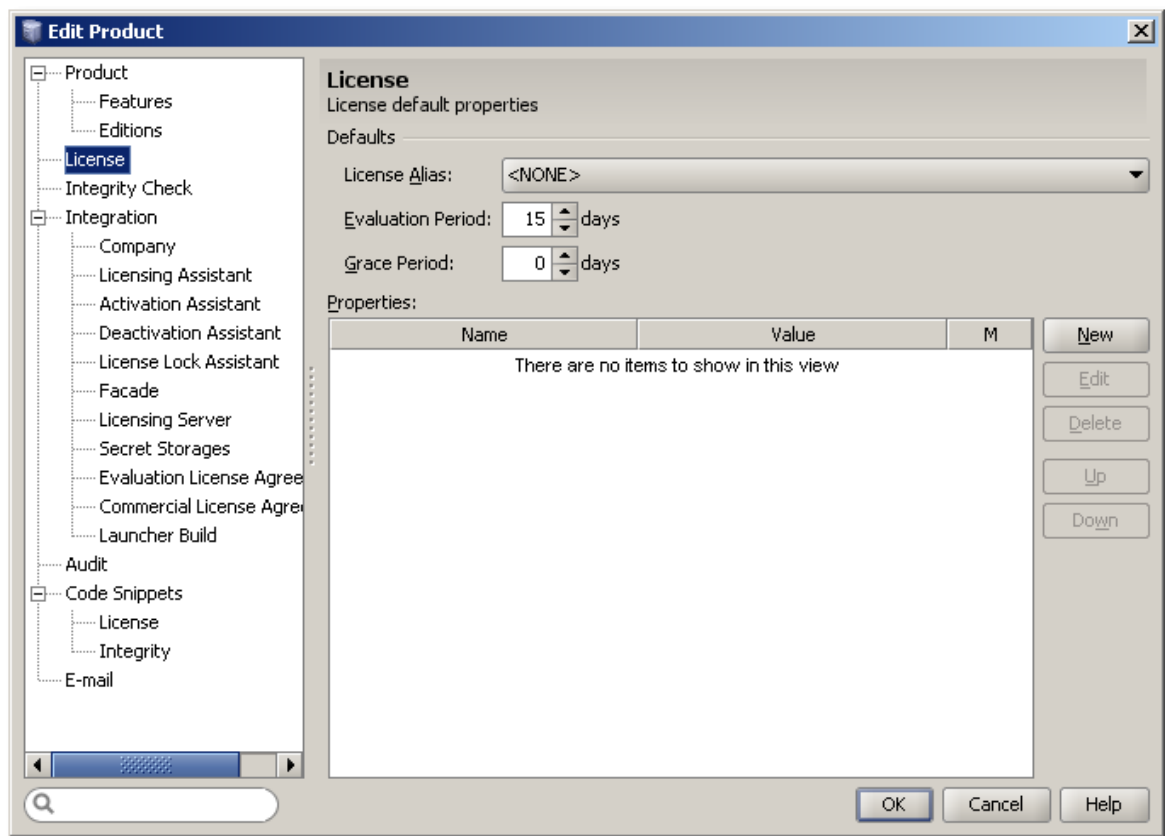 Edit Product
Product
Features
Editions
License
Integrity Check
Integration
Company
Licensing Assistant
Activation Assistant
Deactivation Assistant
License Lock Assistant
Facade
Licensing Server
Secret Storages
Evaluation License Agree
Commercial License Agre
Launcher Build
Audit
Code Snippets
License
Integrity
E-mail
License
License default properties
Defaults
License Alias: <NONE>
Evaluation Period: 15 days
Grace Period: 0 days
Properties:
Name Value M
There are no items to show in this view
New
Edit
Delete
Up
Down
OK Cancel Help